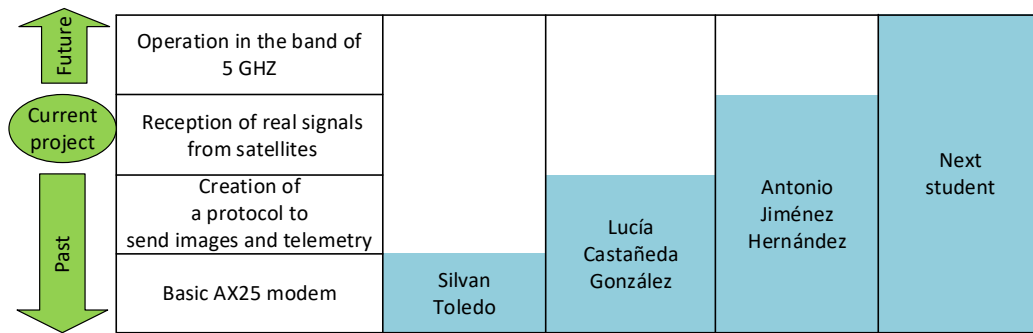 Future
Operation in the band of
5 GHZ
Current
project
Reception of real signals
from satellites
Creation of
a protocol to
send images and telemetry
Past
Basic AX25 modem
Silvan
Toledo
Lucía
Castañeda
González
Antonio
Jiménez
Hernández
Next
student